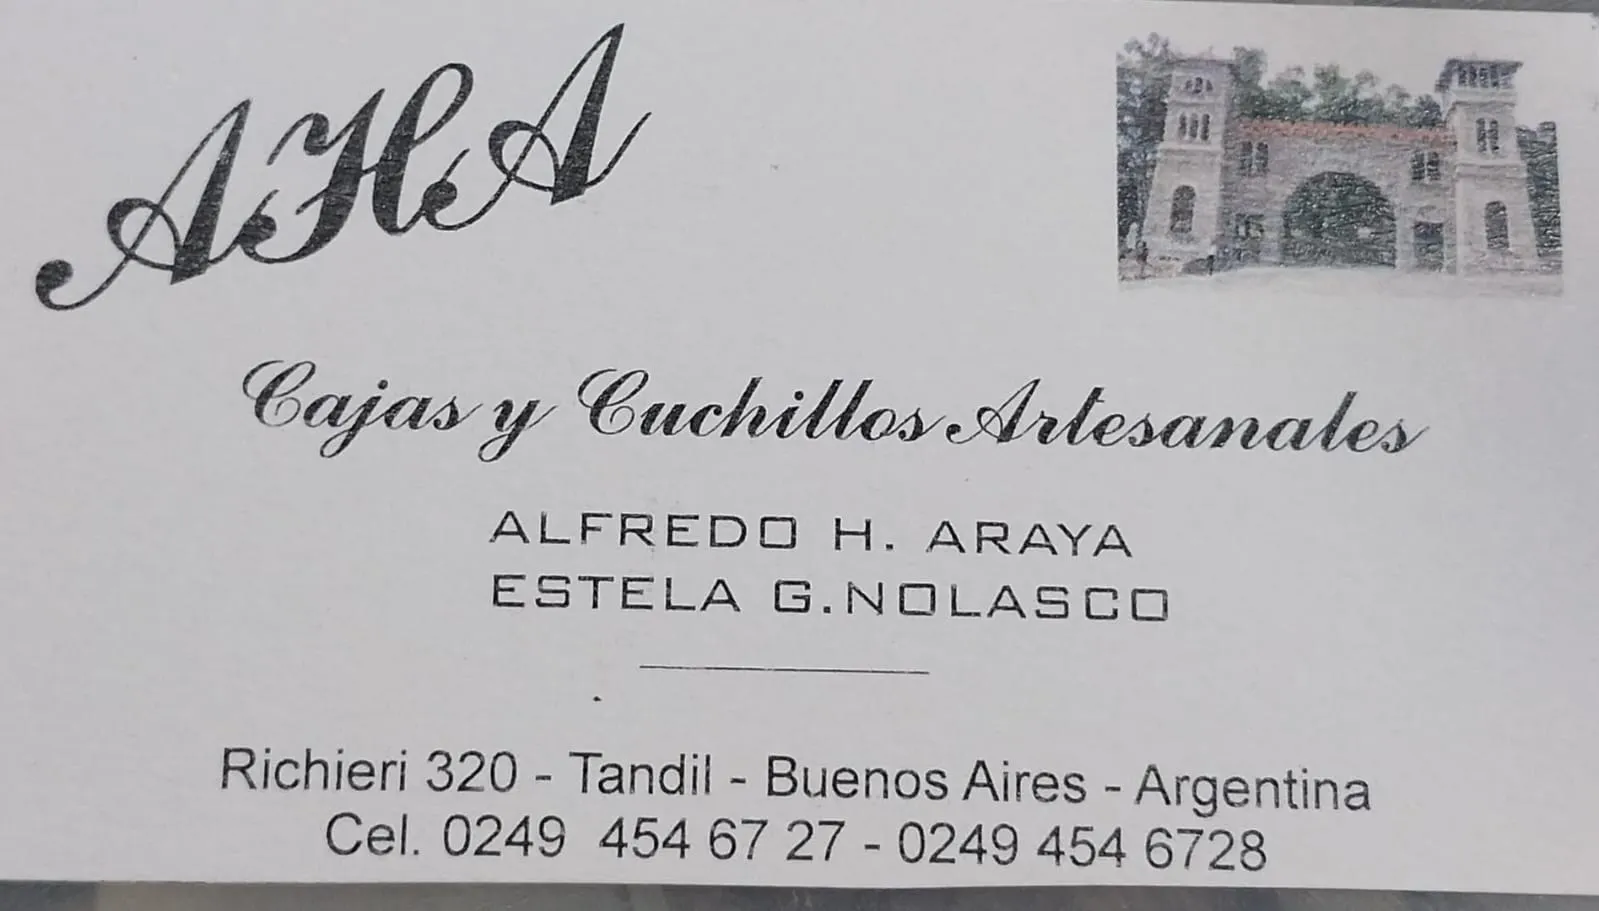 AHA
Cajas y Cuchillos Artesanales
ALFREDO H. ARAYA
ESTELA G.NOLASCO
Richieri 320 - Tandil - Buenos Aires - Argentina
Cel. 0249 454 67 27 - 0249 454 6728